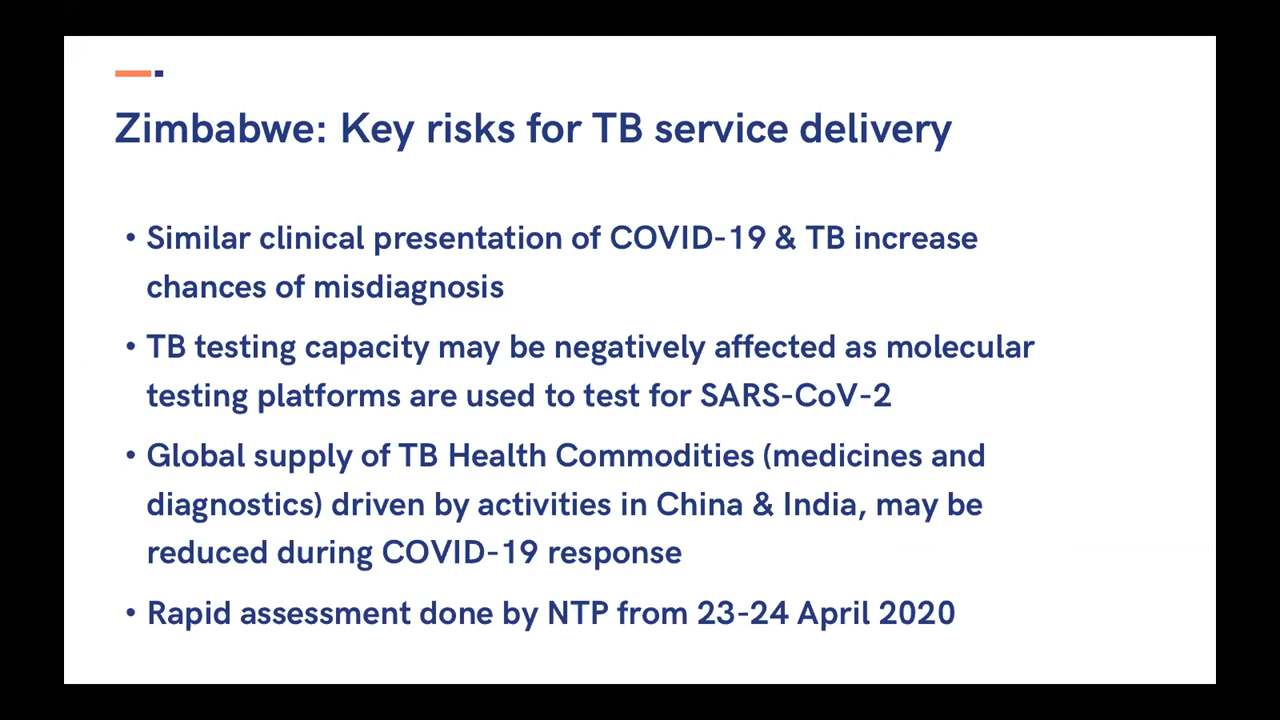 Zimbabwe: Key risks for TB service delivery
• Similar clinical presentation of COVID-19 & TB increase
chances of misdiagnosis
• TB testing capacity may be negatively affected as molecular
testing platforms are used to test for SARS-CoV-2
• Global supply of TB Health Commodities (medicines and
diagnostics) driven by activities in China & India, may be
reduced during COVID-19 response
• Rapid assessment done by NTP from 23-24 April 2020